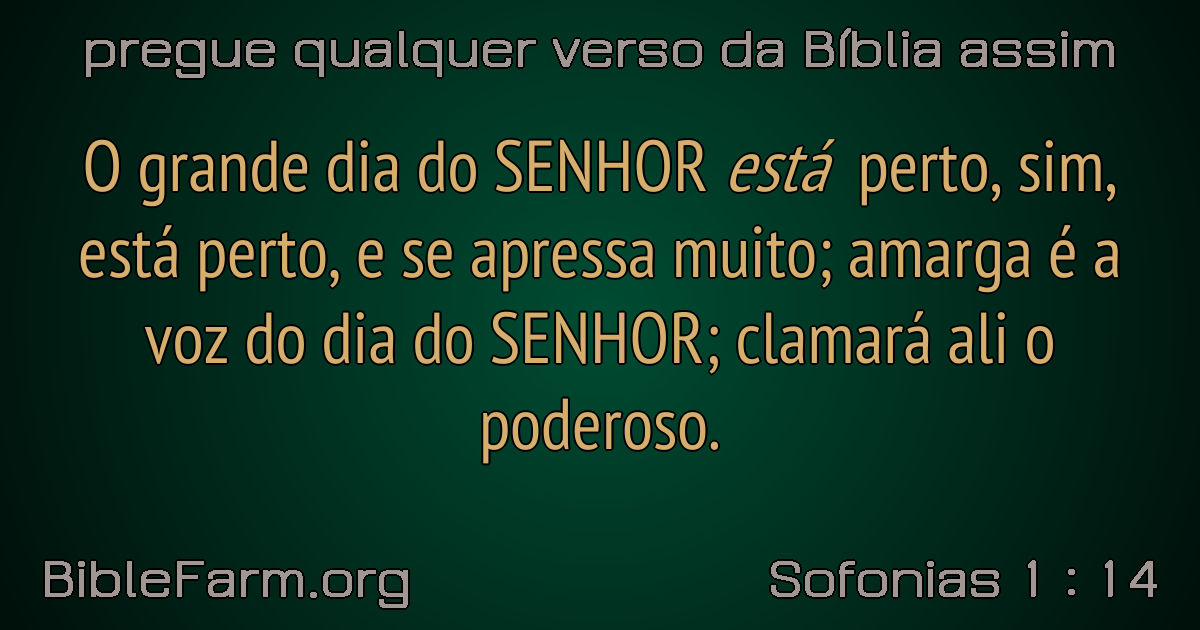 pregue qualquer verso da Bíblia assim
O grande dia do SENHOR está perto, sim,
está perto, e se apressa muito; amarga é a
voz do dia do SENHOR; clamará ali o
poderoso.
BibleFarm.org
Sofonias 1 : 14